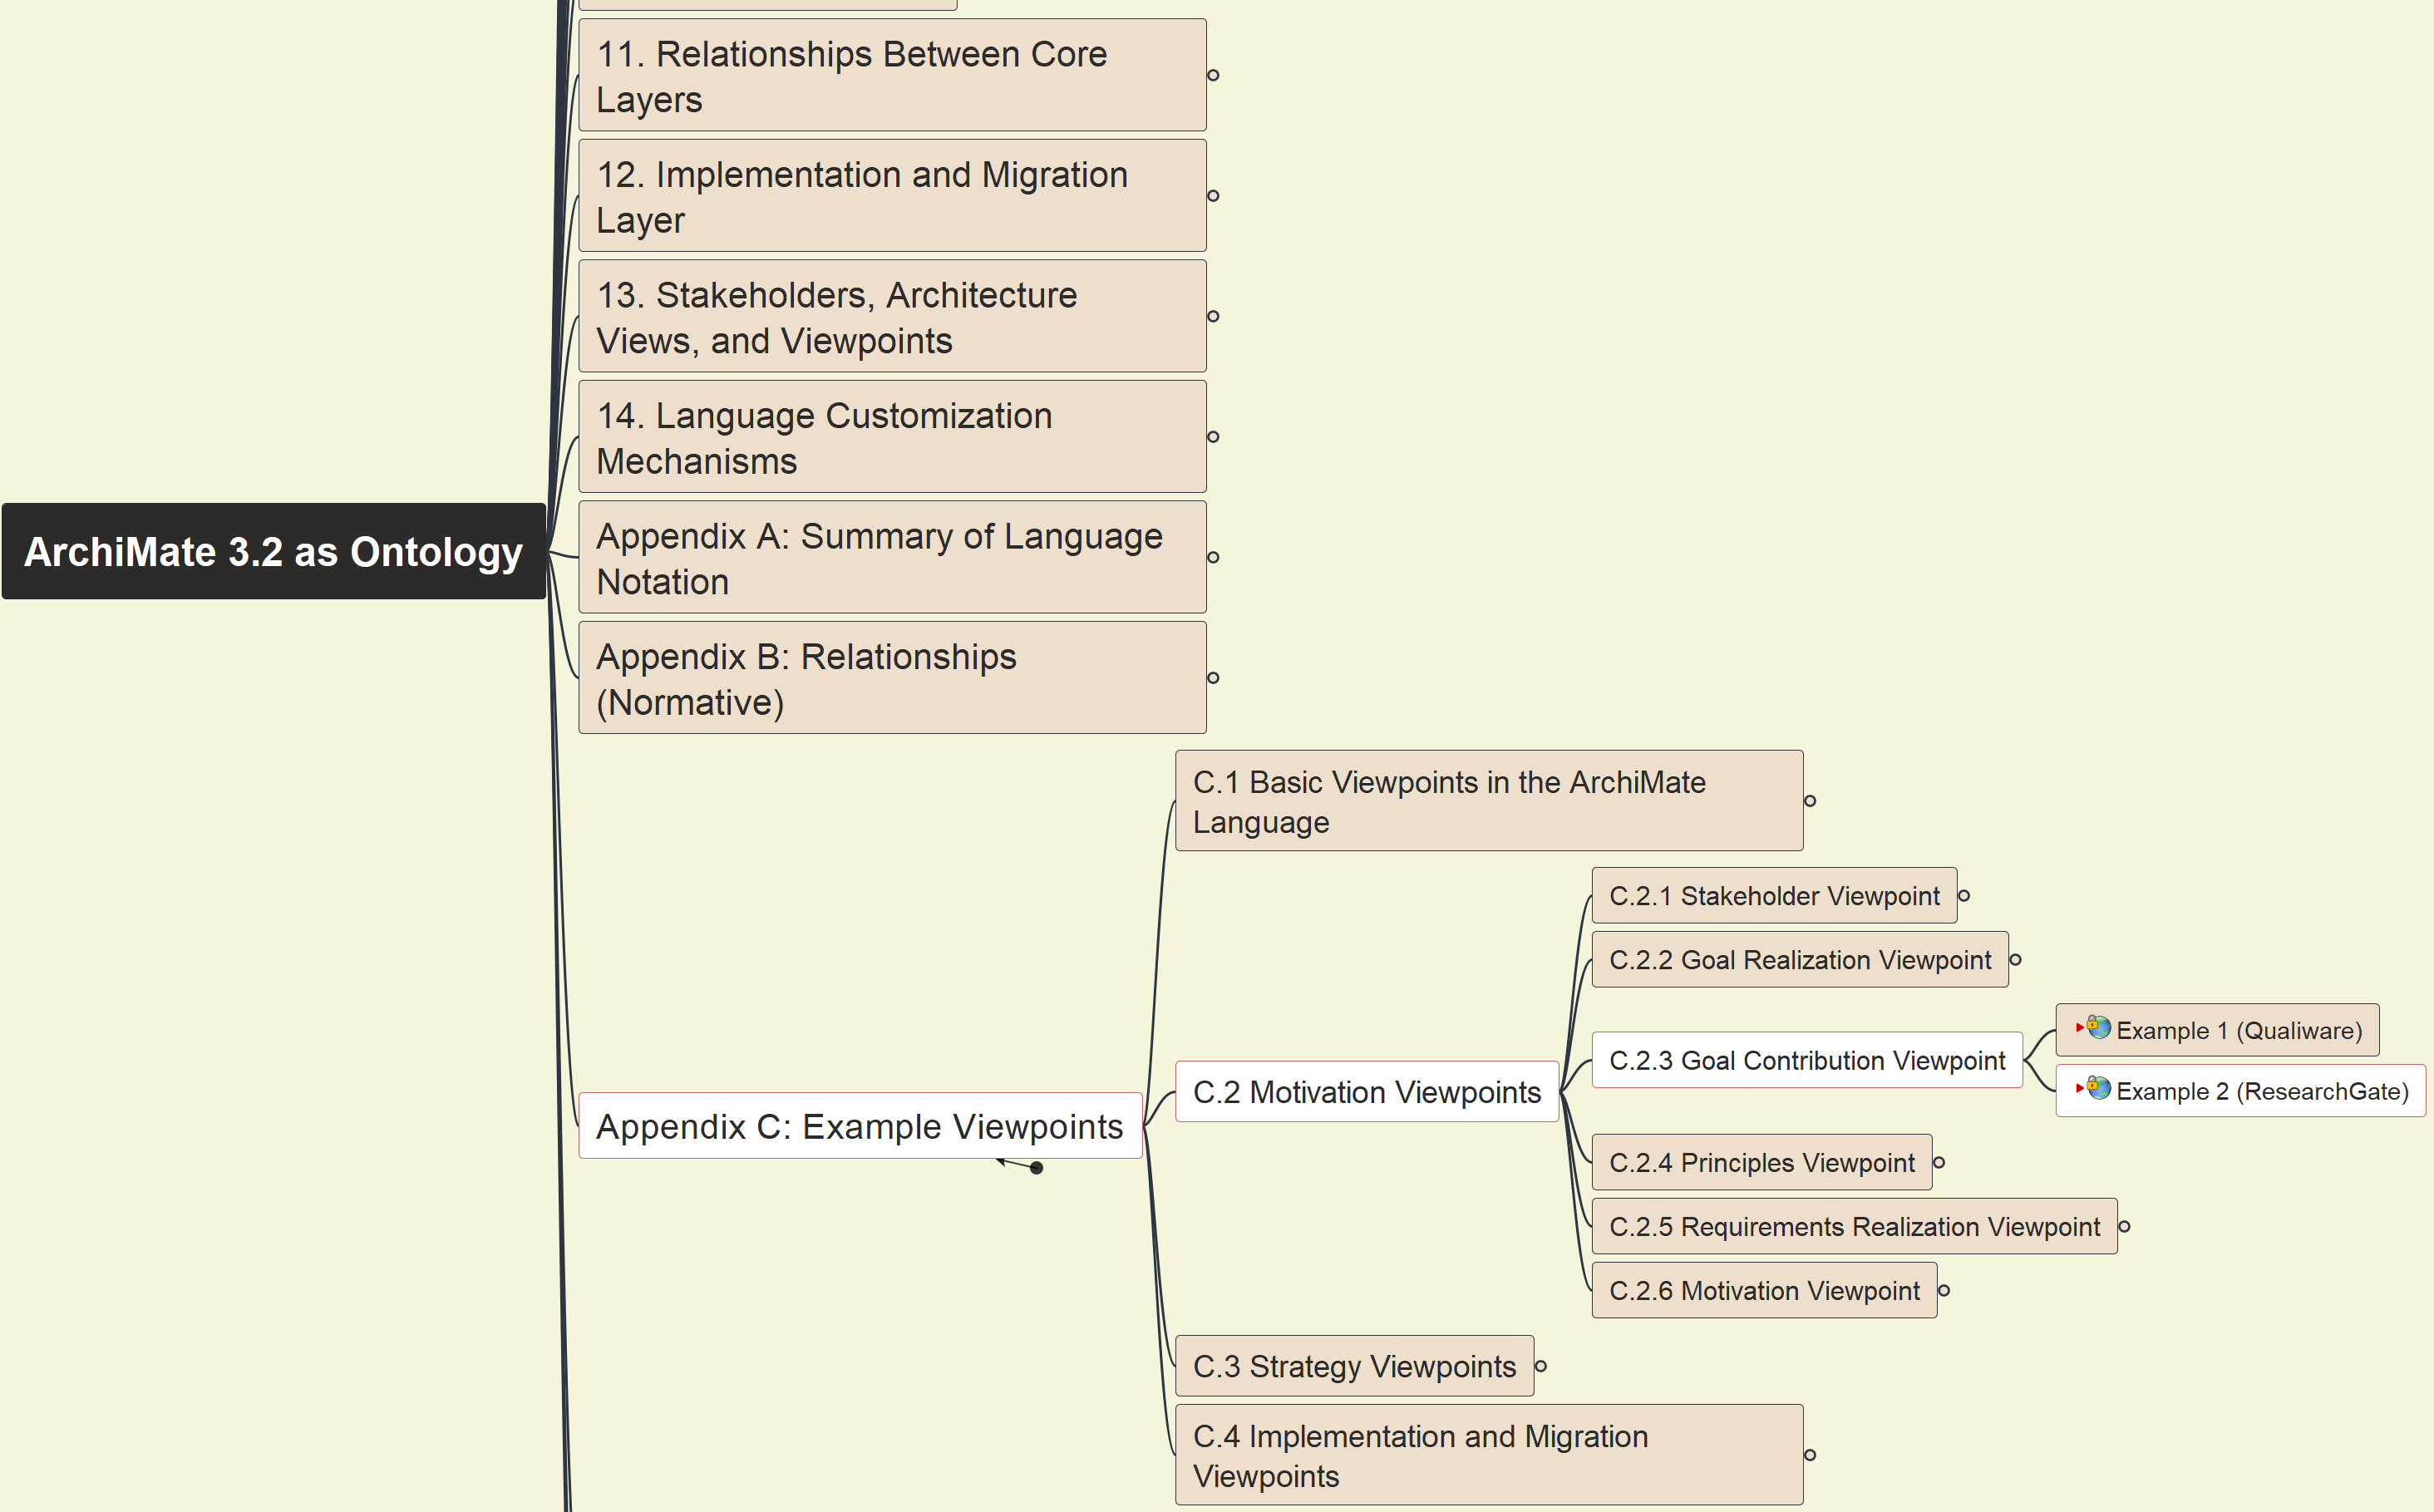 11. Relationships Between Core
Layers
12. Implementation and Migration
Layer
13. Stakeholders, Architecture
Views, and Viewpoints
14. Language Customization
Mechanisms
ArchiMate 3.2 as Ontology
Appendix A: Summary of Language
Notation
Appendix B: Relationships
(Normative)
Appendix C: Example Viewpoints
C.1 Basic Viewpoints in the ArchiMate
Language
C.2 Motivation Viewpoints
C.2.1 Stakeholder Viewpoint
C.2.2 Goal Realization Viewpoint
C.2.3 Goal Contribution Viewpoint
Example 1 (Qualiware)
Example 2 (ResearchGate)
C.2.4 Principles Viewpoint
C.2.5 Requirements Realization Viewpoint
C.2.6 Motivation Viewpoint
C.3 Strategy Viewpoints
C.4 Implementation and Migration
Viewpoints